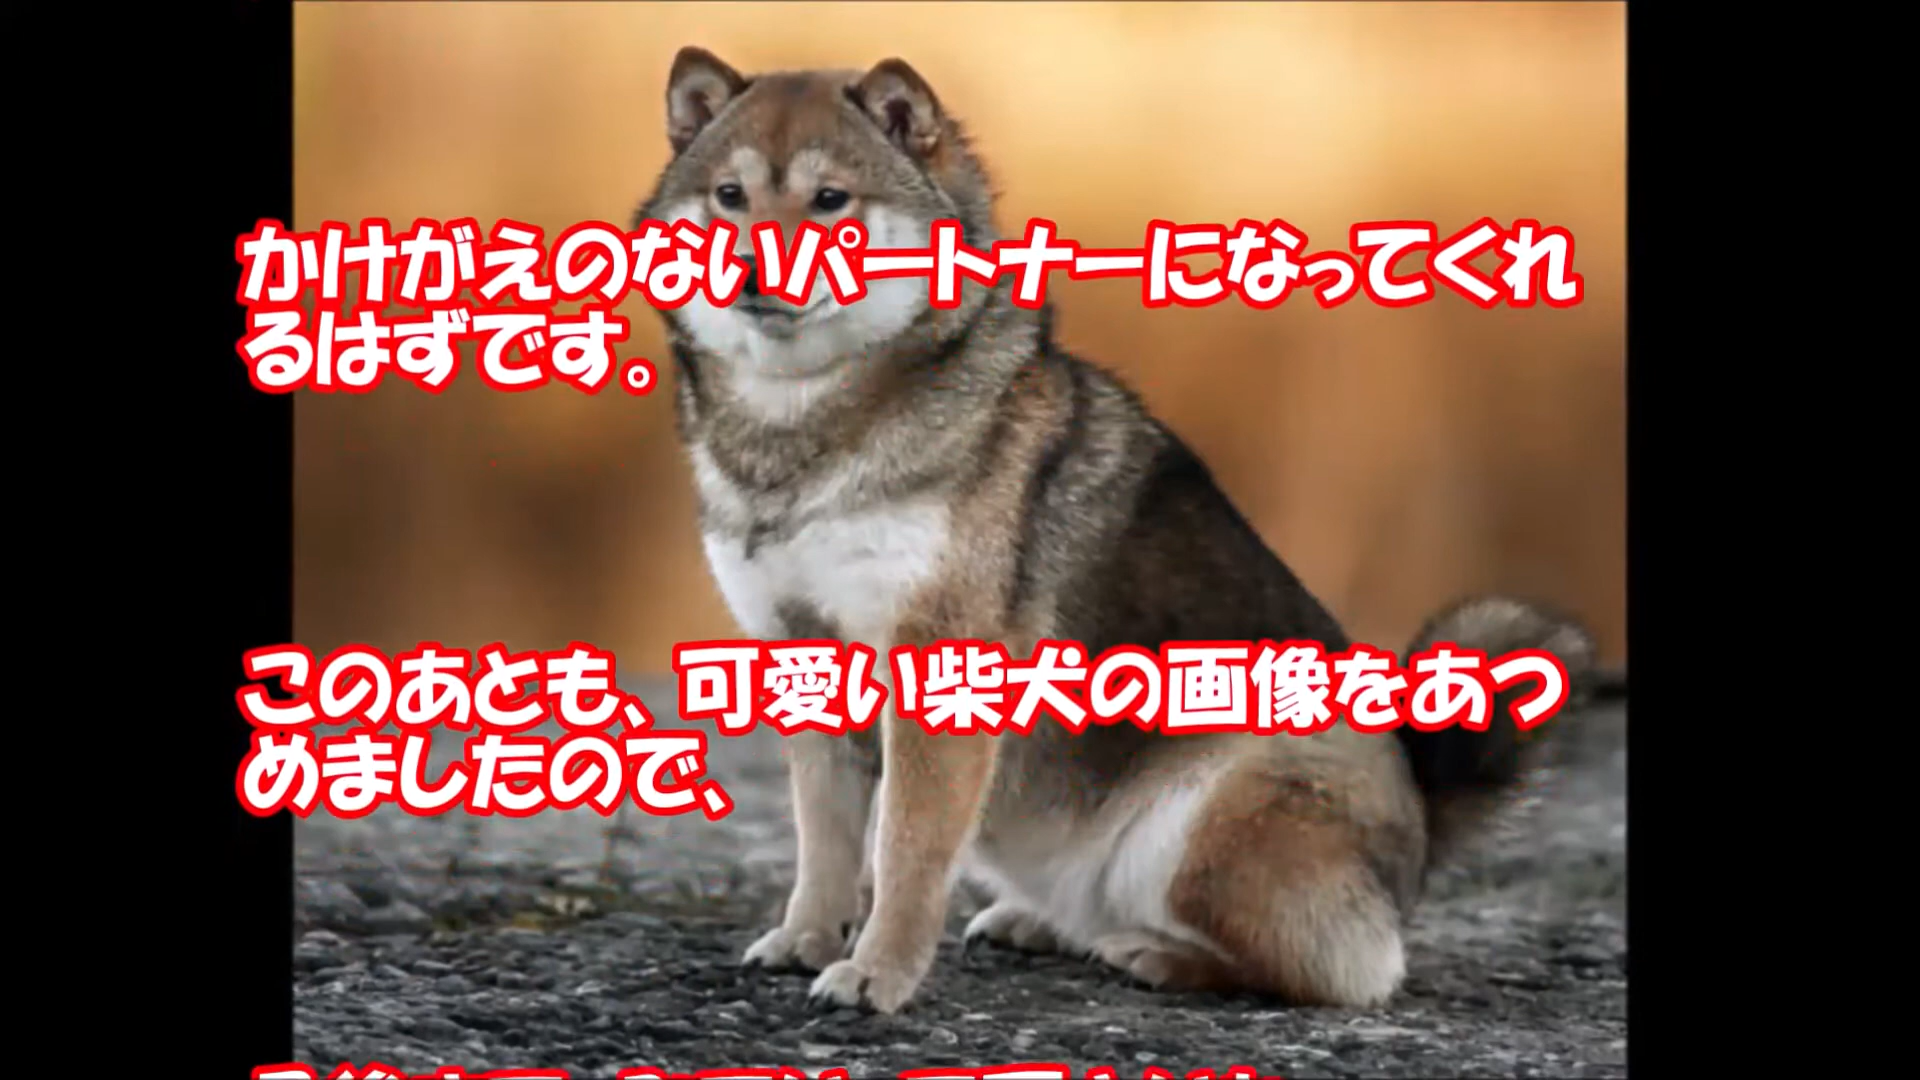 かけがえのないパートナーになってくれ
るはずです。
このあとも、可愛い柴犬の画像をあつ
めましたので、